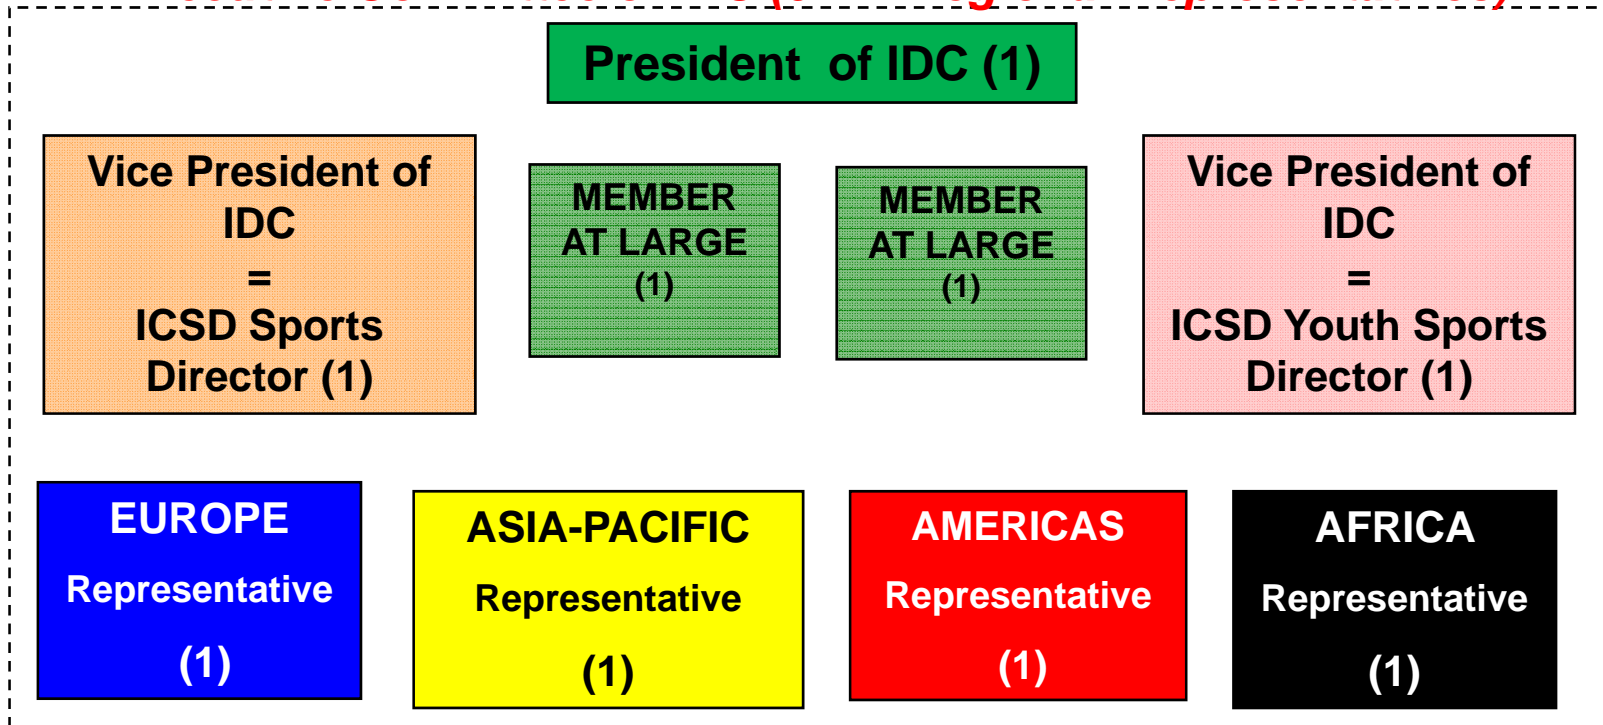 President of IDC (1)
Vice President of
IDC
=
ICSD Sports
Director (1)
MEMBER
AT LARGE
(1)
MEMBER
AT LARGE
(1)
Vice President of
IDC
=
ICSD Youth Sports
Director (1)
EUROPE
Representative
(1)
ASIA-PACIFIC
Representative
(1)
AMERICAS
Representative
(1)
AFRICA
Representative
(1)